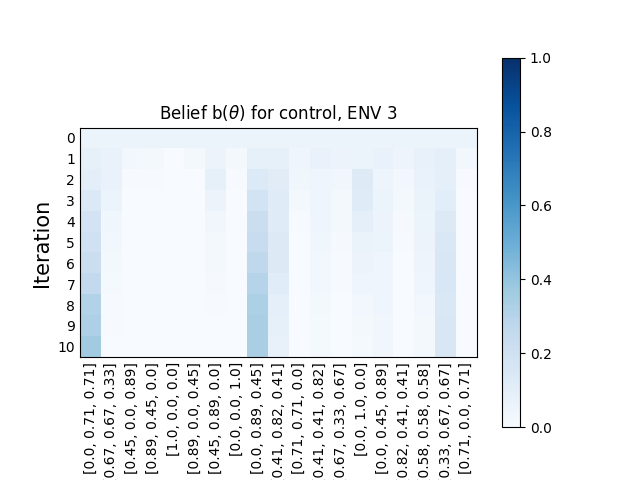 Belief b(θ) for control, ENV 3
Iteration
0
1
2
3
4
5
6
7
8
9
10
[0.0, 0.71, 0.71]
0.67, 0.67, 0.33]
[0.45, 0.0, 0.89]
[0.89, 0.45, 0.0]
[1.0, 0.0, 0.0]
[0.89, 0.0, 0.45]
[0.45, 0.89, 0.0]
[0.0, 0.0, 1.0]
[0.0, 0.89, 0.45]
0.41, 0.82, 0.41]
[0.71, 0.71, 0.0]
0.41, 0.41, 0.82]
0.67, 0.33, 0.67]
[0.0, 1.0, 0.0]
[0.0, 0.45, 0.89]
0.82, 0.41, 0.41]
0.58, 0.58, 0.58]
0.33, 0.67, 0.67]
[0.71, 0.0, 0.71]
1.0
0.8
0.6
0.4
0.2
0.0